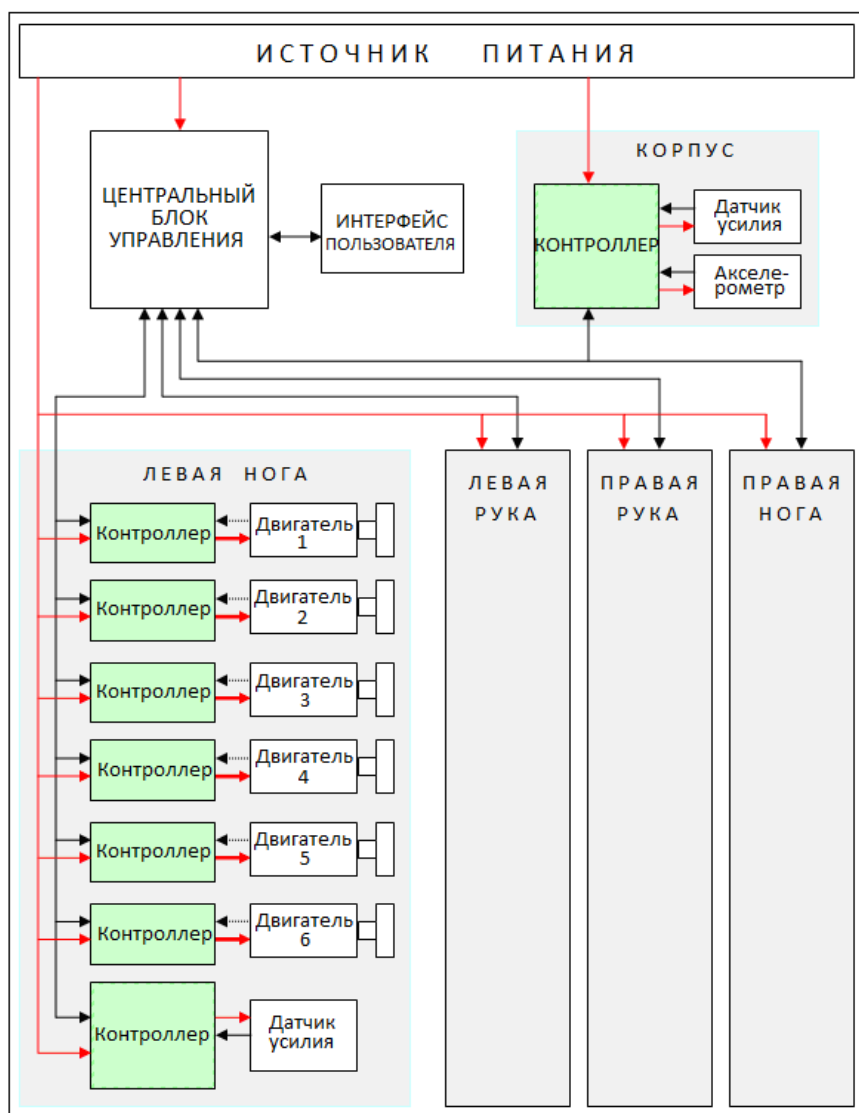 ИСТОЧНИК ПИТАНИЯ
ЦЕНТРАЛЬНЫЙ
БЛОК
УПРАВЛЕНИЯ
ИНТЕРФЕЙС
ПОЛЬЗОВАТЕЛЯ
КОРПУС
КОНТРОЛЛЕР
Датчик
усилия
Акселе-
рометр
ЛЕВАЯ НОГА
Контроллер
Двигатель
1
Контроллер
Двигатель
2
Контроллер
Двигатель
3
Контроллер
Двигатель
4
Контроллер
Двигатель
5
Контроллер
Двигатель
6
Контроллер
Датчик
усилия
ЛЕВАЯ
РУКА
ПРАВАЯ
РУКА
ПРАВАЯ
НОГА